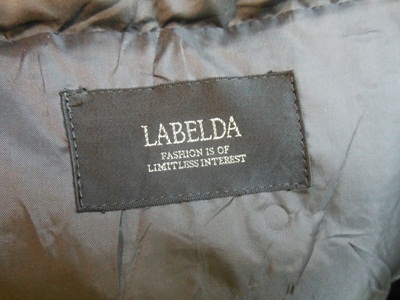 LABELDA
FASHION IS OF
LIMITLESS INTEREST